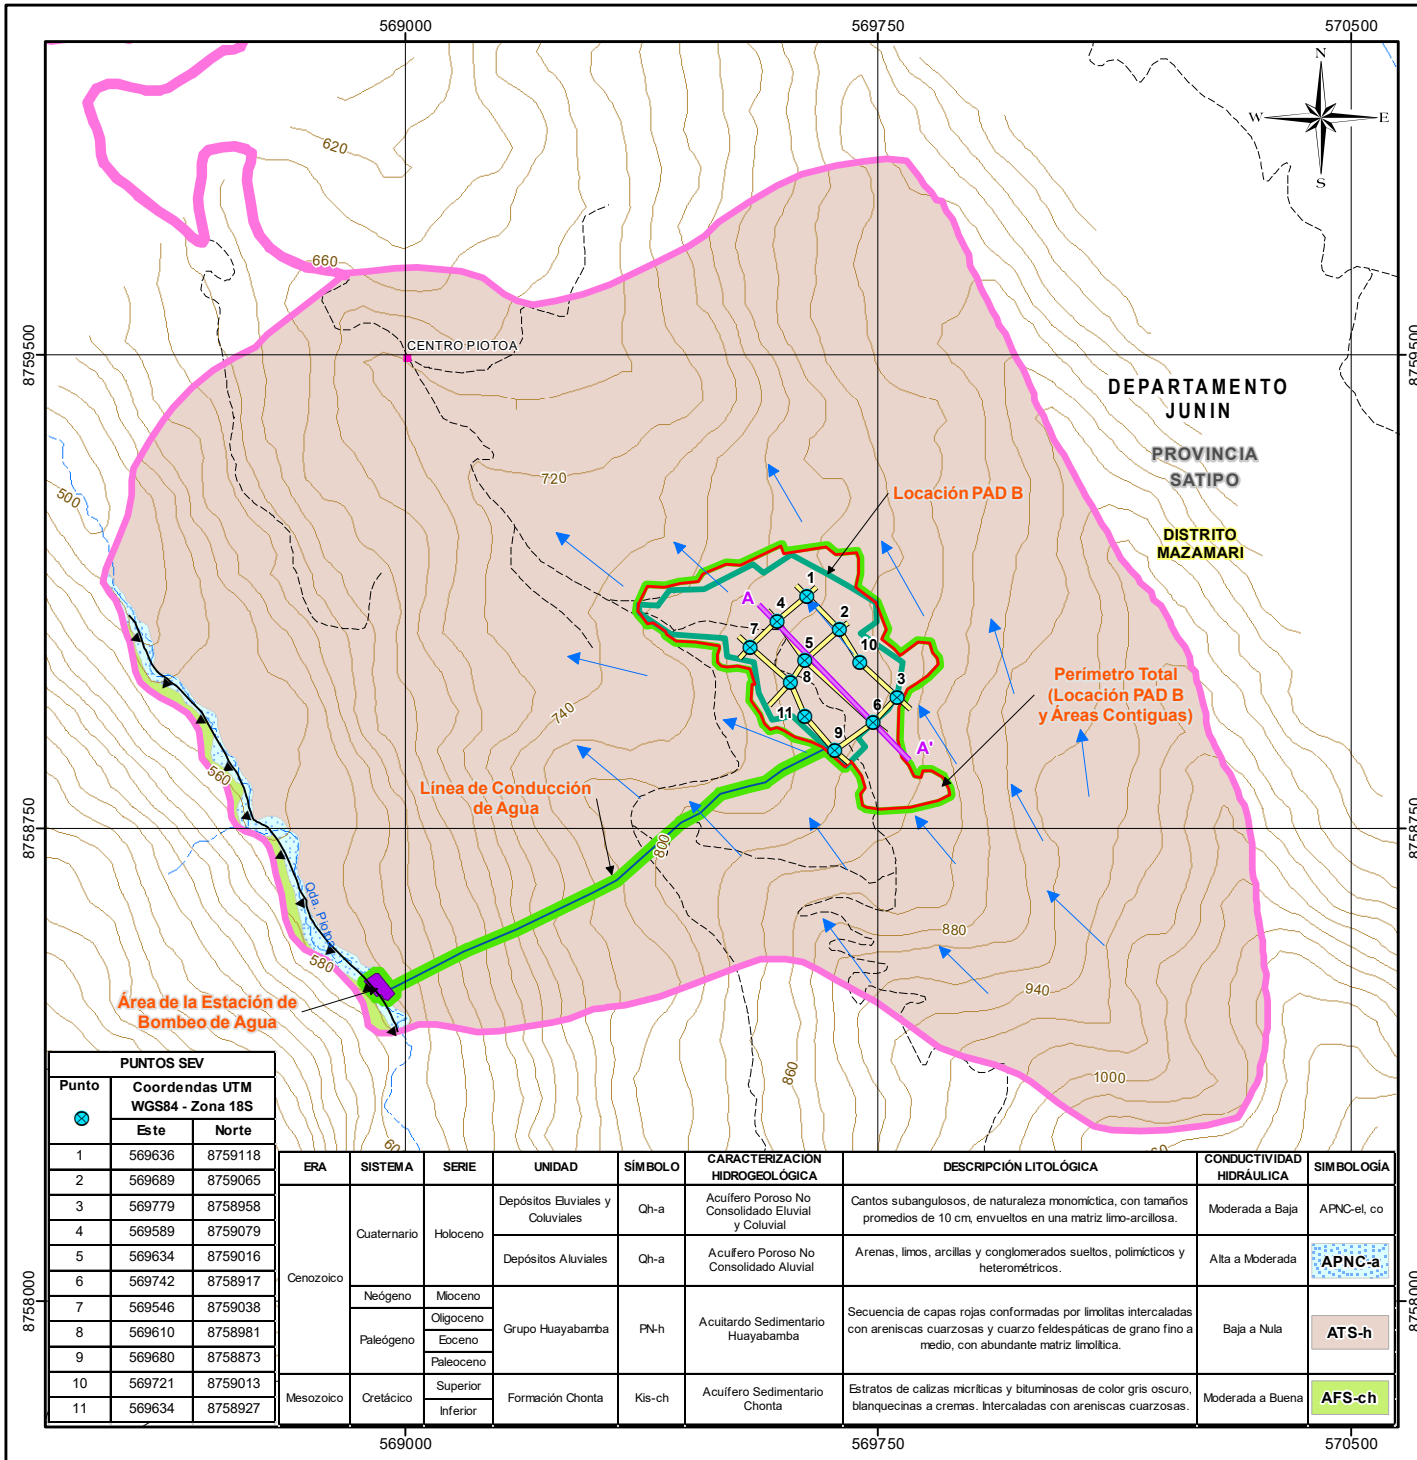 569000
569750
570500
N
W
E
S
620
660
CENTRO PIOTOA
8759500
8759500
DEPARTAMENTO
JUNIN
PROVINCIA
SATIPO
DISTRITO
MAZAMARI
500
720
Locación PAD B
1
A
4
2
7
5
10
8
3
11
6
9
A'
Perímetro Total
(Locación PAD B
y Áreas Contiguas)
740
560
Línea de Conducción
de Agua
8758750
8758750
800
Qda. Piotoa
580
880
940
Área de la Estación de
Bombeo de Agua
860
1000
PUNTOS SEV
Punto
Coordendas UTM
WGS84 - Zona 18S
Este
Norte
1 569636 8759118
2 569689 8759065
3 569779 8758958
4 569589 8759079
5 569634 8759016
6 569742 8758917
7 569546 8759038
8 569610 8758981
9 569680 8758873
10 569721 8759013
11 569634 8758927
8758000
8758000
ERA
SISTEMA
SERIE
UNIDAD
SÍMBOLO
CARACTERIZACIÓN
HIDROGEOLÓGICA
DESCRIPCIÓN LITOLÓGICA
CONDUCTIVIDAD
HIDRÁULICA
SIMBOLOGÍA
Cenozoico
Cuaternario
Holoceno
Depósitos Eluviales y
Coluviales
Qh-a
Acuífero Poroso No
Consolidado Eluvial
y Coluvial
Cantos subangulosos, de naturaleza monomíctica, con tamaños
promedios de 10 cm, envueltos en una matriz limo-arcillosa.
Moderada a Baja
APNC-el, co
Depósitos Aluviales
Qh-a
Acuífero Poroso No
Consolidado Aluvial
Arenas, limos, arcillas y conglomerados sueltos, polimícticos y
heterométricos.
Alta a Moderada
APNC-a
Neógeno
Mioceno
Paleógeno
Oligoceno
Eoceno
Paleoceno
Grupo Huayabamba
PN-h
Acuitardo Sedimentario
Huayabamba
Secuencia de capas rojas conformadas por limolitas intercaladas
con areniscas cuarzosas y cuarzo feldespáticas de grano fino a
medio, con abundante matriz limolítica.
Baja a Nula
ATS-h
Mesozoico
Cretácico
Superior
Inferior
Formación Chonta
Kis-ch
Acuífero Sedimentario
Chonta
Estratos de calizas micríticas y bituminosas de color gris oscuro,
blanquecinas a cremas. Intercaladas con areniscas cuarzosas.
Moderada a Buena
AFS-ch
569000
569750
570500